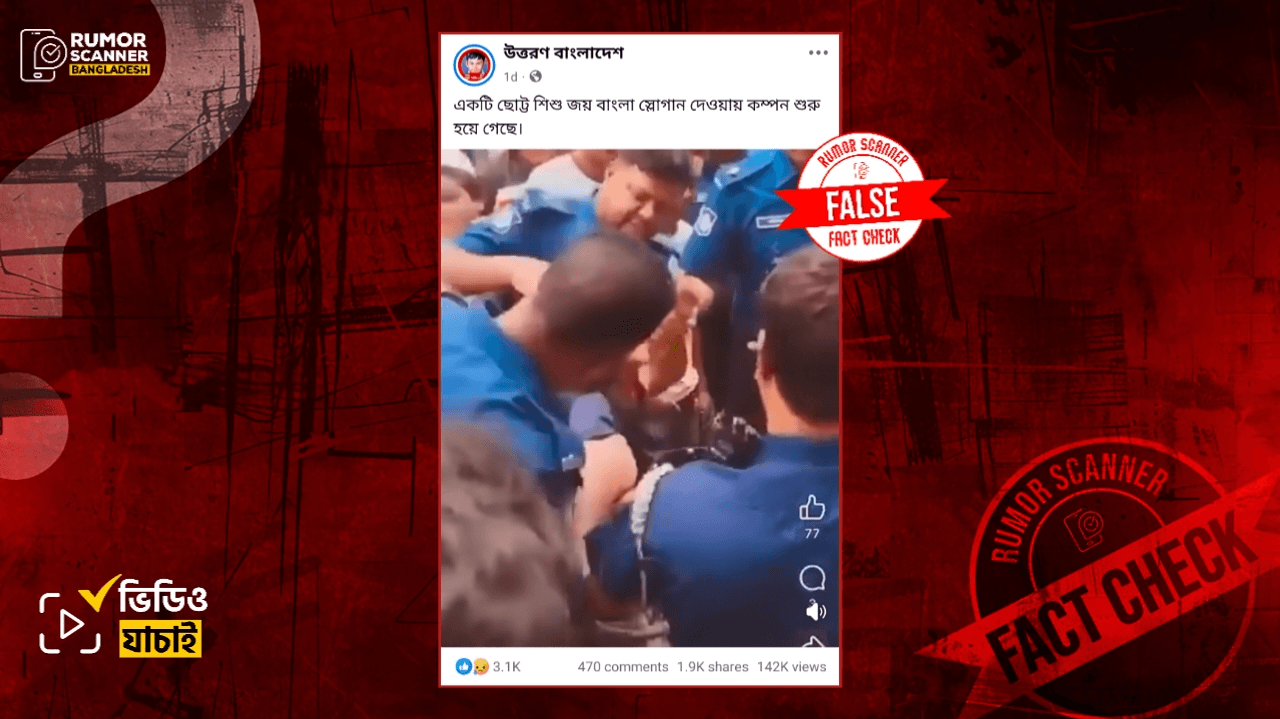 RUMOR
SCANNER
BANGLADESH
উত্তরণ বাংলাদেশ
1d
একটি ছোট্ট শিশু জয় বাংলা স্লোগান দেওয়ায় কম্পন শুরু
হয়ে গেছে।
RUMOR SCANNER
FALSE
FACT CHECK
77
3.1K 470 comments 1.9K shares 142K views
ভিডিও
যাচাই
RUMOR SCANNER
FACT CHECK